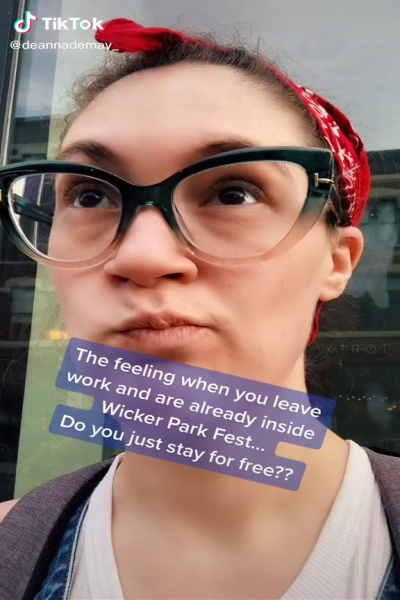 TikTok
@deannademay_
The feeling when you leave
work and are already inside
Wicker Park Fest...
Do you just stay for free??